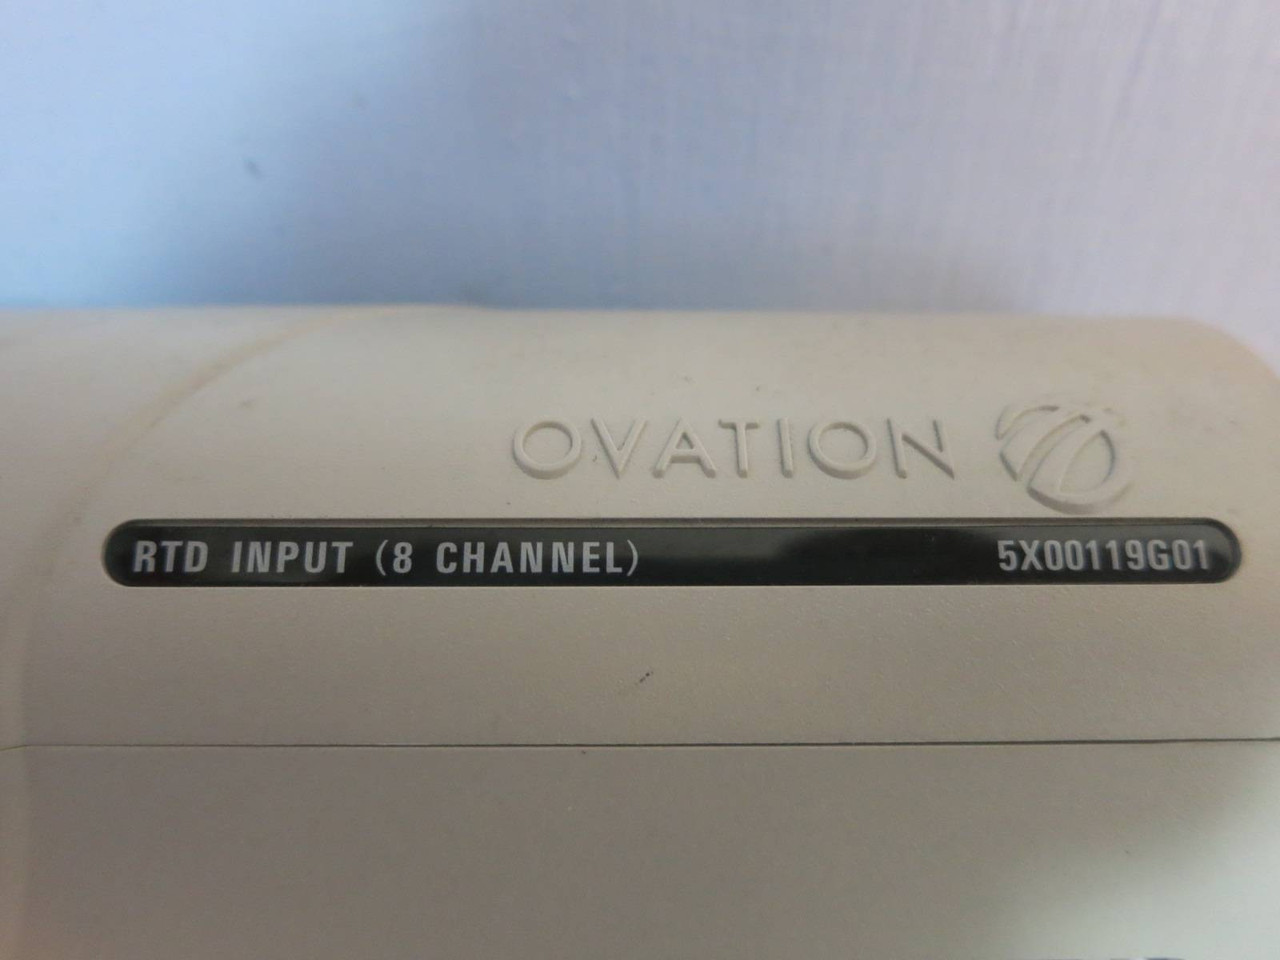 OVATION
RTD INPUT (8 CHANNEL) 5X00119G01